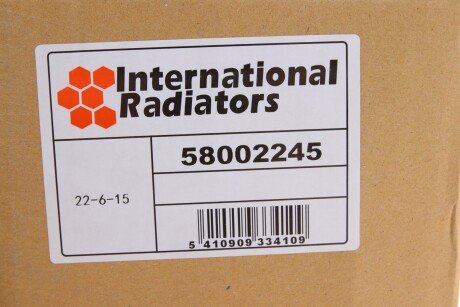 International
Radiators
58002245
22-6-15
5 410909 334109